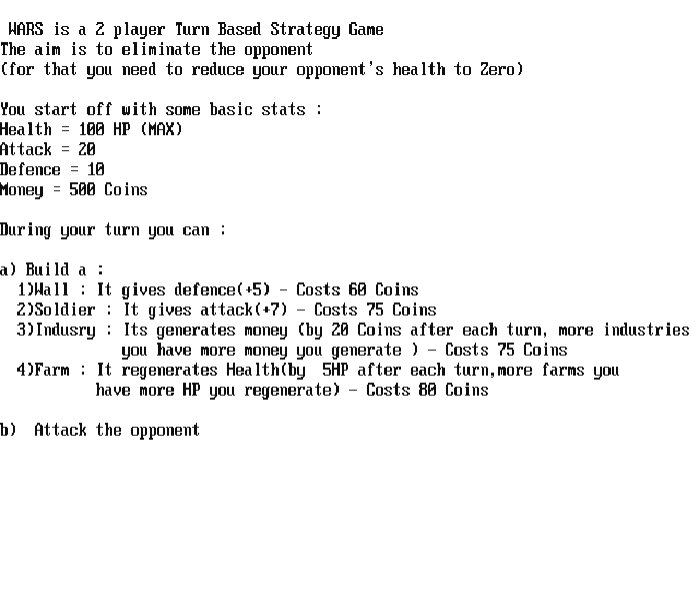 WARS is a 2 player Turn Based Strategy Game
The aim is to eliminate the opponent
(for that you need to reduce your opponent's health to Zero)
You start off with some basic stats :
Health = 100 HP (MAX)
Attack = 20
Defence = 10
Money = 500 Coins
During your turn you can :
a) Build a :
1)Wall : It gives defence(+5) - Costs 60 Coins
2)Soldier : It gives attack(+7) - Costs 75 Coins
3)Indusry : Its generates money (by 20 Coins after each turn, more industries
you have more money you generate ) - Costs 75 Coins
4)Farm : It regenerates Health(by  5HP after each turn,more farms you
have more HP you regenerate) - Costs 80 Coins
b)  Attack the opponent